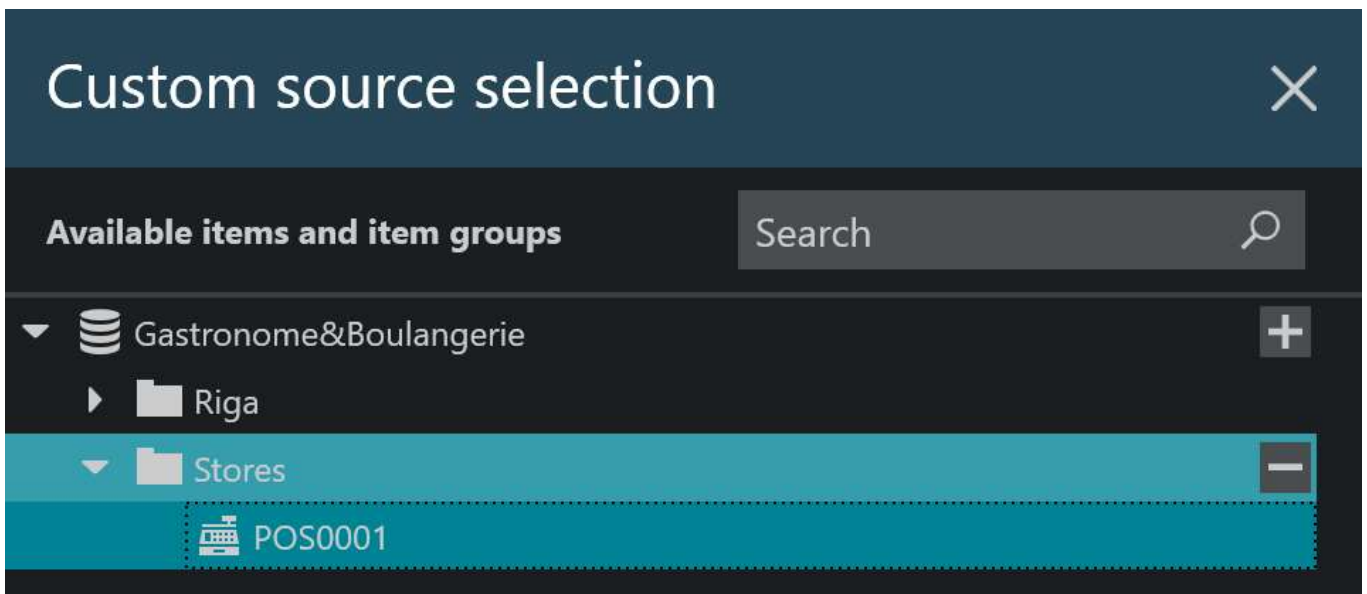 Custom source selection
Available items and item groups
Search
Gastronome&Boulangerie
Riga
Stores
POS0001